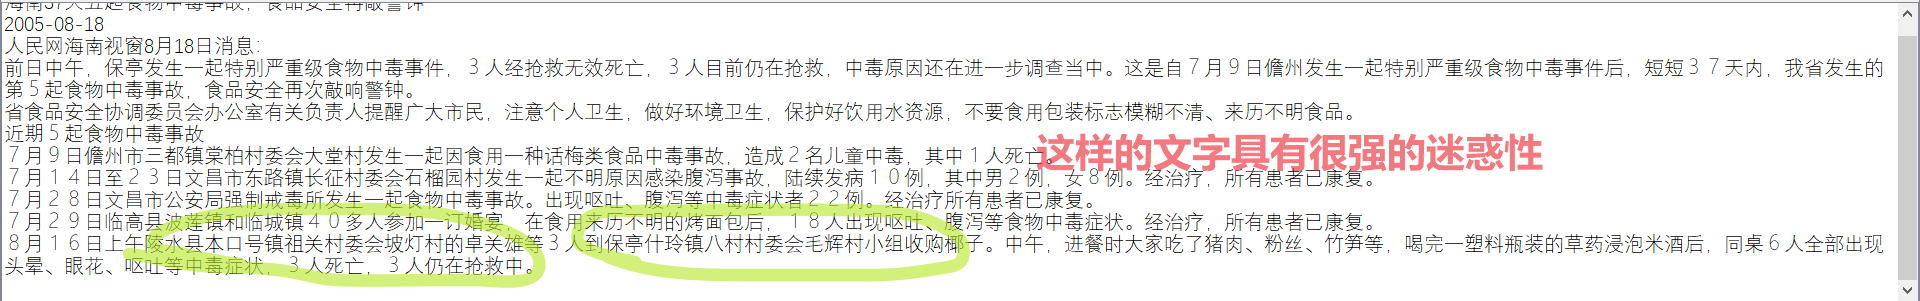 海南37天五起食物中毒事故，食品安全再敲警钟
2005-08-18
人民网海南视窗8月18日消息：
前日中午，保亭发生一起特别严重级食物中毒事件，３人经抢救无效死亡，３人目前仍在抢救，中毒原因还在进一步调查当中。这是自７月９日儋州发生一起特别严重级食物中毒事件后，短短３７天内，我省发生的
第５起食物中毒事故，食品安全再次敲响警钟。
省食品安全协调委员会办公室有关负责人提醒广大市民，注意个人卫生，做好环境卫生，保护好饮用水资源，不要食用包装标志模糊不清、来历不明食品。
近期５起食物中毒事故
７月９日儋州市三都镇棠柏村委会大堂村发生一起因食用一种话梅类食品中毒事故，造成２名儿童中毒，其中１人死亡。
这样的文字具有很强的迷惑性
７月１４日至２３日文昌市东路镇长征村委会石榴园村发生一起不明原因感染腹泻事故，陆续发病１０例，其中男２例，女８例。经治疗，所有患者已康复。
７月２８日文昌市公安局强制戒毒所发生一起食物中毒事故。出现呕吐、腹泻等中毒症状者２２例。经治疗所有患者已康复。
７月２９日临高县波莲镇和临城镇４０多人参加一订婚宴，在食用来历不明的烤面包后，１８人出现呕吐、腹泻等食物中毒症状。经治疗，所有患者已康复。
８月１６日上午陵水县本口号镇祖关村委会坡灯村的卓关雄等３人到保亭什玲镇八村村委会毛辉村小组收购椰子。中午，进餐时大家吃了猪肉、粉丝、竹笋等，喝完一塑料瓶装的草药浸泡米酒后，同桌６人全部出现
头晕、眼花、呕吐等中毒症状，３人死亡，３人仍在抢救中。